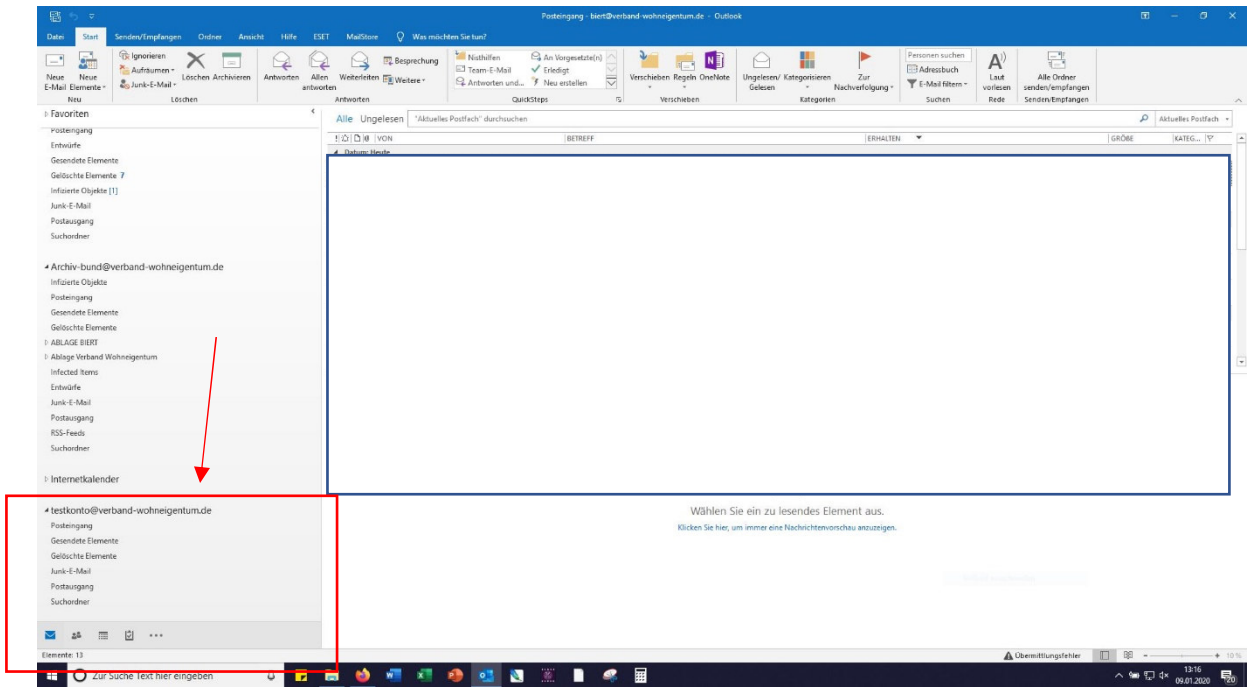 Posteingang - biert@verband-wohneigentum.de - Outlook
Datei Start Senden/Empfangen Ordner Ansicht Hilfe ESET MailStore Was möchten Sie tun?
Neue E-Mail
Neue Elemente
Neu
Ignorieren
Aufräumen
Junk-E-Mail
Löschen Archivieren
Löschen
Antworten Allen antworten Weiterleiten
Besprechung
Weitere
Antworten
Nisthilfen
Team-E-Mail
Antworten und...
An Vorgesetzte(n)
Erledigt
Neu erstellen
QuickSteps
Verschieben Regeln OneNote
Verschieben
Ungelesen/ Gelesen
Kategorisieren
Zur Nachverfolgung
Kategorien
Personen suchen
Adressbuch
E-Mail filtern
Suchen
Laut vorlesen
Rede
Alle Ordner senden/empfangen
Senden/Empfangen
Favoriten
Posteingang
Entwürfe
Gesendete Elemente
Gelöschte Elemente 7
Infizierte Objekte [1]
Junk-E-Mail
Postausgang
Suchordner
Archiv-bund@verband-wohneigentum.de
Infizierte Objekte
Posteingang
Gesendete Elemente
Gelöschte Elemente
ABLAGE BIERT
Ablage Verband Wohneigentum
Infected Items
Entwürfe
Junk-E-Mail
Postausgang
RSS-Feeds
Suchordner
Internetkalender
testkonto@verband-wohneigentum.de
Posteingang
Gesendete Elemente
Gelöschte Elemente
Junk-E-Mail
Postausgang
Suchordner
Alle Ungelesen "Aktuelles Postfach" durchsuchen Aktuelles Postfach
VON BETREFF ERHALTEN GRÖßE KATEG...
Datum: Heute
Wählen Sie ein zu lesendes Element aus.
Klicken Sie hier, um immer eine Nachrichtenvorschau anzuzeigen.
Elemente: 13
Übermittlungsfehler
10 %
Zur Suche Text hier eingeben
13:16
09.01.2020
20